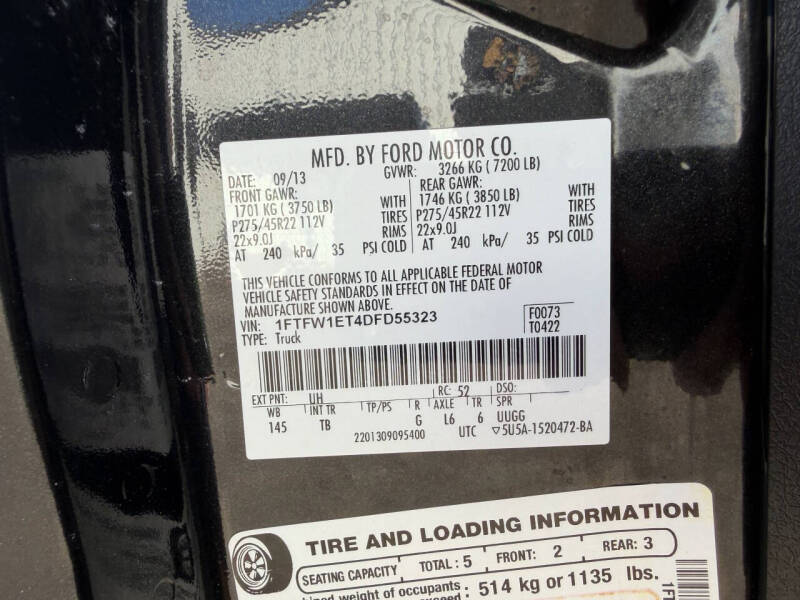 MFD. BY FORD MOTOR CO.
DATE: 09/13 GVWR: 3266 KG ( 7200 LB)
FRONT GAWR: REAR GAWR:
1701 KG ( 3750 LB) WITH 1746 KG ( 3850 LB) WITH
P275/45R22 112V TIRES P275/45R22 112V TIRES
22x9.0J RIMS 22x9.0J RIMS
AT 240 kPa/ 35 PSI COLD AT 240 kPa/ 35 PSI COLD
THIS VEHICLE CONFORMS TO ALL APPLICABLE FEDERAL MOTOR
VEHICLE SAFETY STANDARDS IN EFFECT ON THE DATE OF
MANUFACTURE SHOWN ABOVE.
VIN: 1FTFW1ET4DFD55323 F0073
TYPE: Truck T0422
EXT PNT: UH RC: 52 DSO:
WB INT TR TP/PS R AXLE TR SPR
145 TB G L6 6 UUGG
2201309095400 UTC ▽5U5A-1520472-BA
TIRE AND LOADING INFORMATION
SEATING CAPACITY TOTAL : 5 FRONT: 2 REAR: 3
weight of occupants 514 kg or 1135 lbs.
1FT